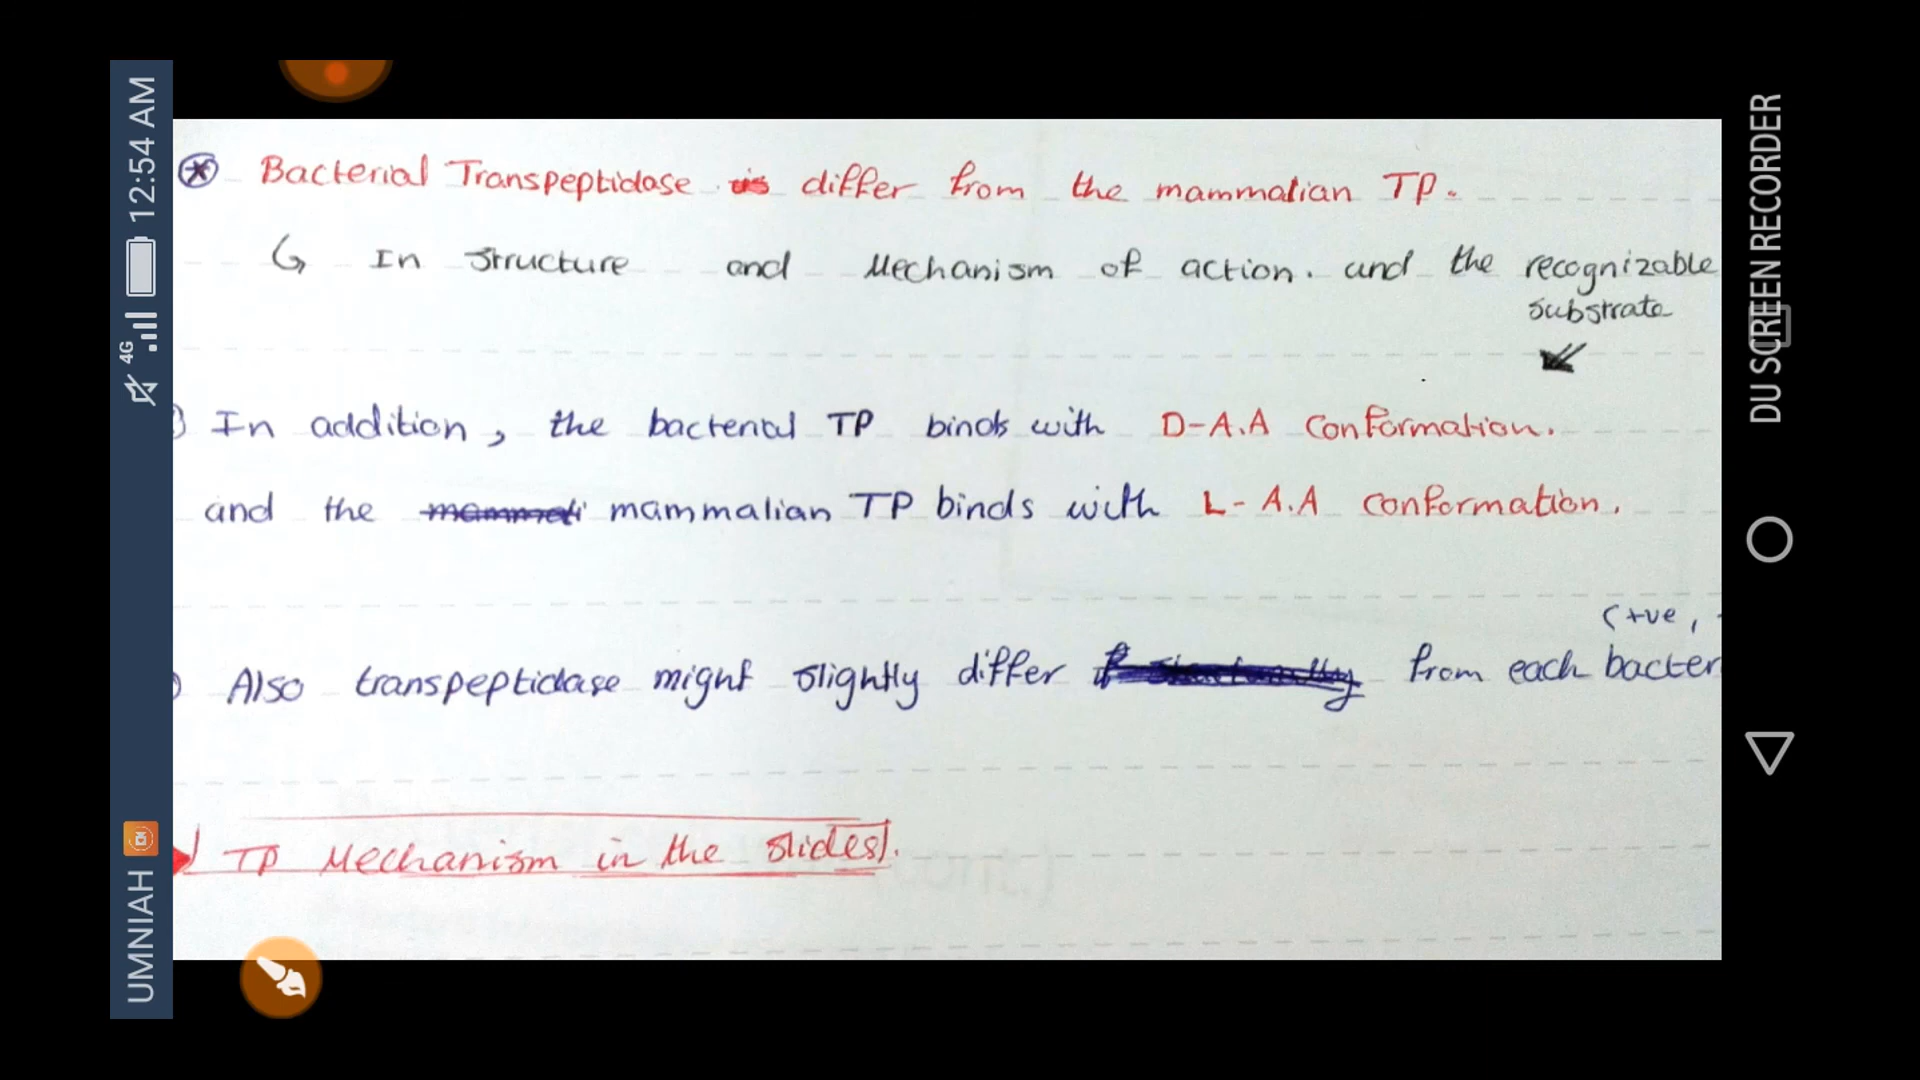 Bacterial Transpeptidase differ from the mammalian TP.
In structure and Mechanism of action. and the recognizable
substrate
In addition, the bacterial TP binds with D-A.A Conformation.
and the mammali mammalian TP binds with L-A.A conformation.
(+ve,
Also transpeptidase might slightly differ from each bacter
TP Mechanism in the slides.
12:54 AM
4G
UMNIAH
DU SCREEN RECORDER